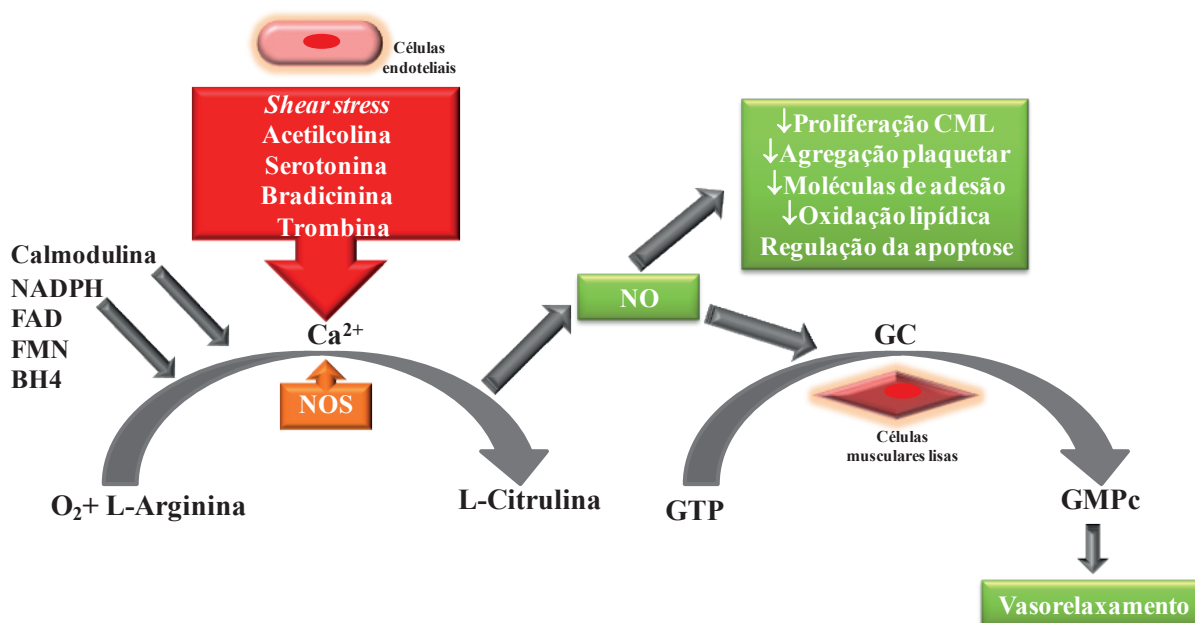 Células
endoteliais
Shear stress
Acetilcolina
Serotonina
Bradicinina
Trombina
↓Proliferação CML
↓Agregação plaquetar
↓Moléculas de adesão
↓Oxidação lipídica
Regulação da apoptose
Calmodulina
NADPH
FAD
FMN
BH4
Ca²⁺
NOS
NO
GC
Células
musculares lisas
O₂+ L-Arginina
L-Citrulina
GTP
GMPc
Vasorelaxamento